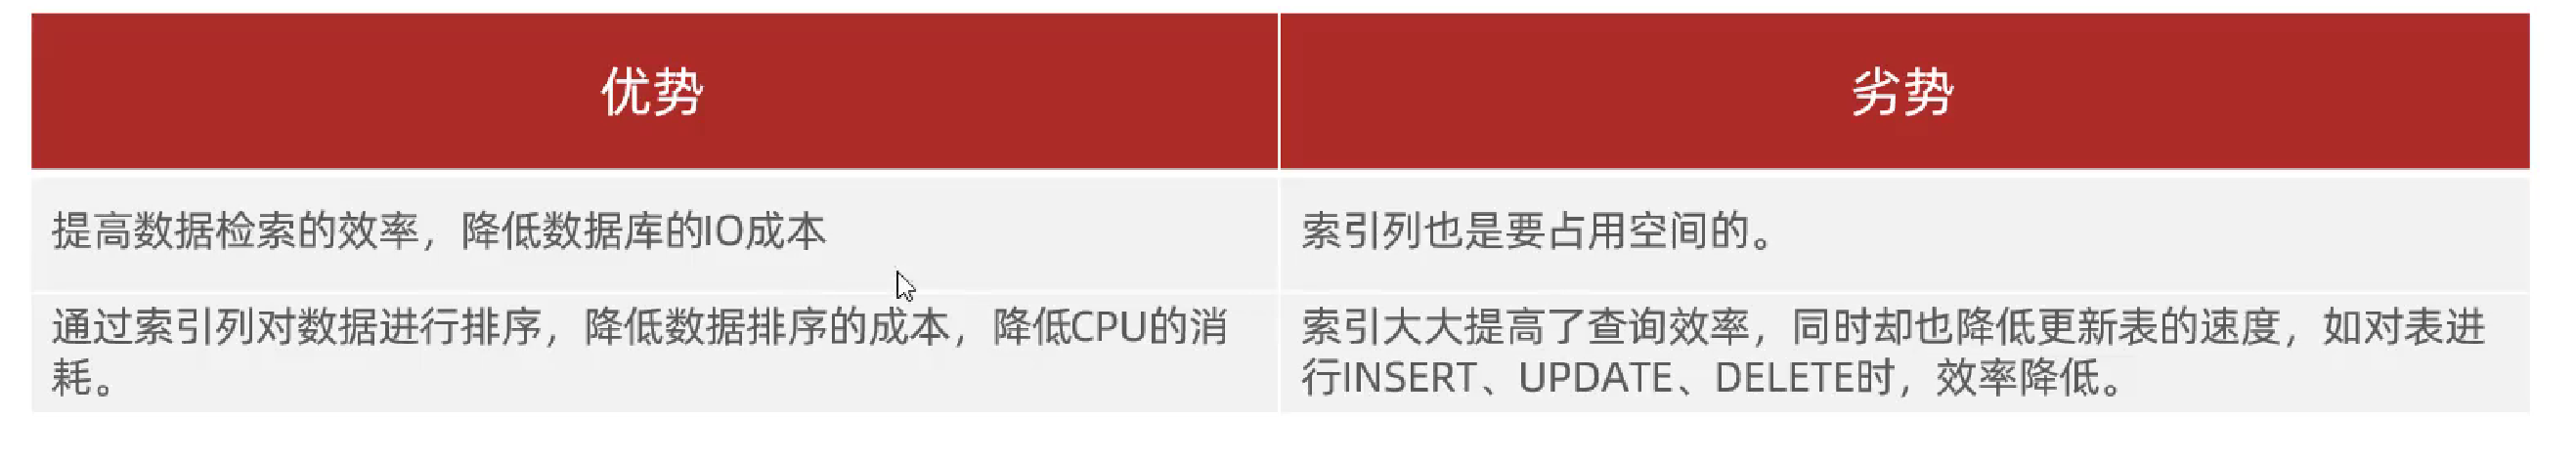 优势
劣势
提高数据检索的效率，降低数据库的IO成本
索引列也是要占用空间的。
通过索引列对数据进行排序，降低数据排序的成本，降低CPU的消
耗。
索引大大提高了查询效率，同时却也降低更新表的速度，如对表进
行INSERT、UPDATE、DELETE时，效率降低。